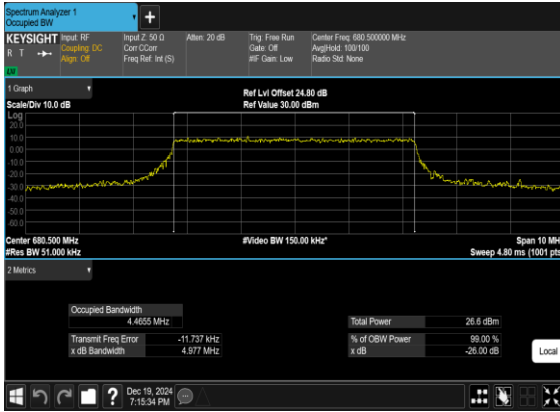 Spectrum Analyzer 1
Occupied BW
+
KEYSIGHT Input: RF Input Z: 50 Ω Atten: 20 dB Trig: Free Run Center Freq: 680.500000 MHz
R T Coupling: DC Corr CCorr Gate: Off Avg|Hold: 100/100
Align: Off Freq Ref: Int (S) #IF Gain: Low Radio Std: None
1 Graph
Ref Lvl Offset 24.80 dB
Scale/Div 10.0 dB Ref Value 30.00 dBm
Log
20.0
10.0
0.00
-10.0
-20.0
-30.0
-40.0
-50.0
-60.0
Center 680.500 MHz #Video BW 150.00 kHz* Span 10 MH
#Res BW 51.000 kHz Sweep 4.80 ms (1001 pts
2 Metrics
Occupied Bandwidth
4.4655 MHz Total Power 26.6 dBm
Transmit Freq Error -11.737 kHz % of OBW Power 99.00 %
x dB Bandwidth 4.977 MHz x dB -26.00 dB
Local
? Dec 19, 2024
7:15:34 PM